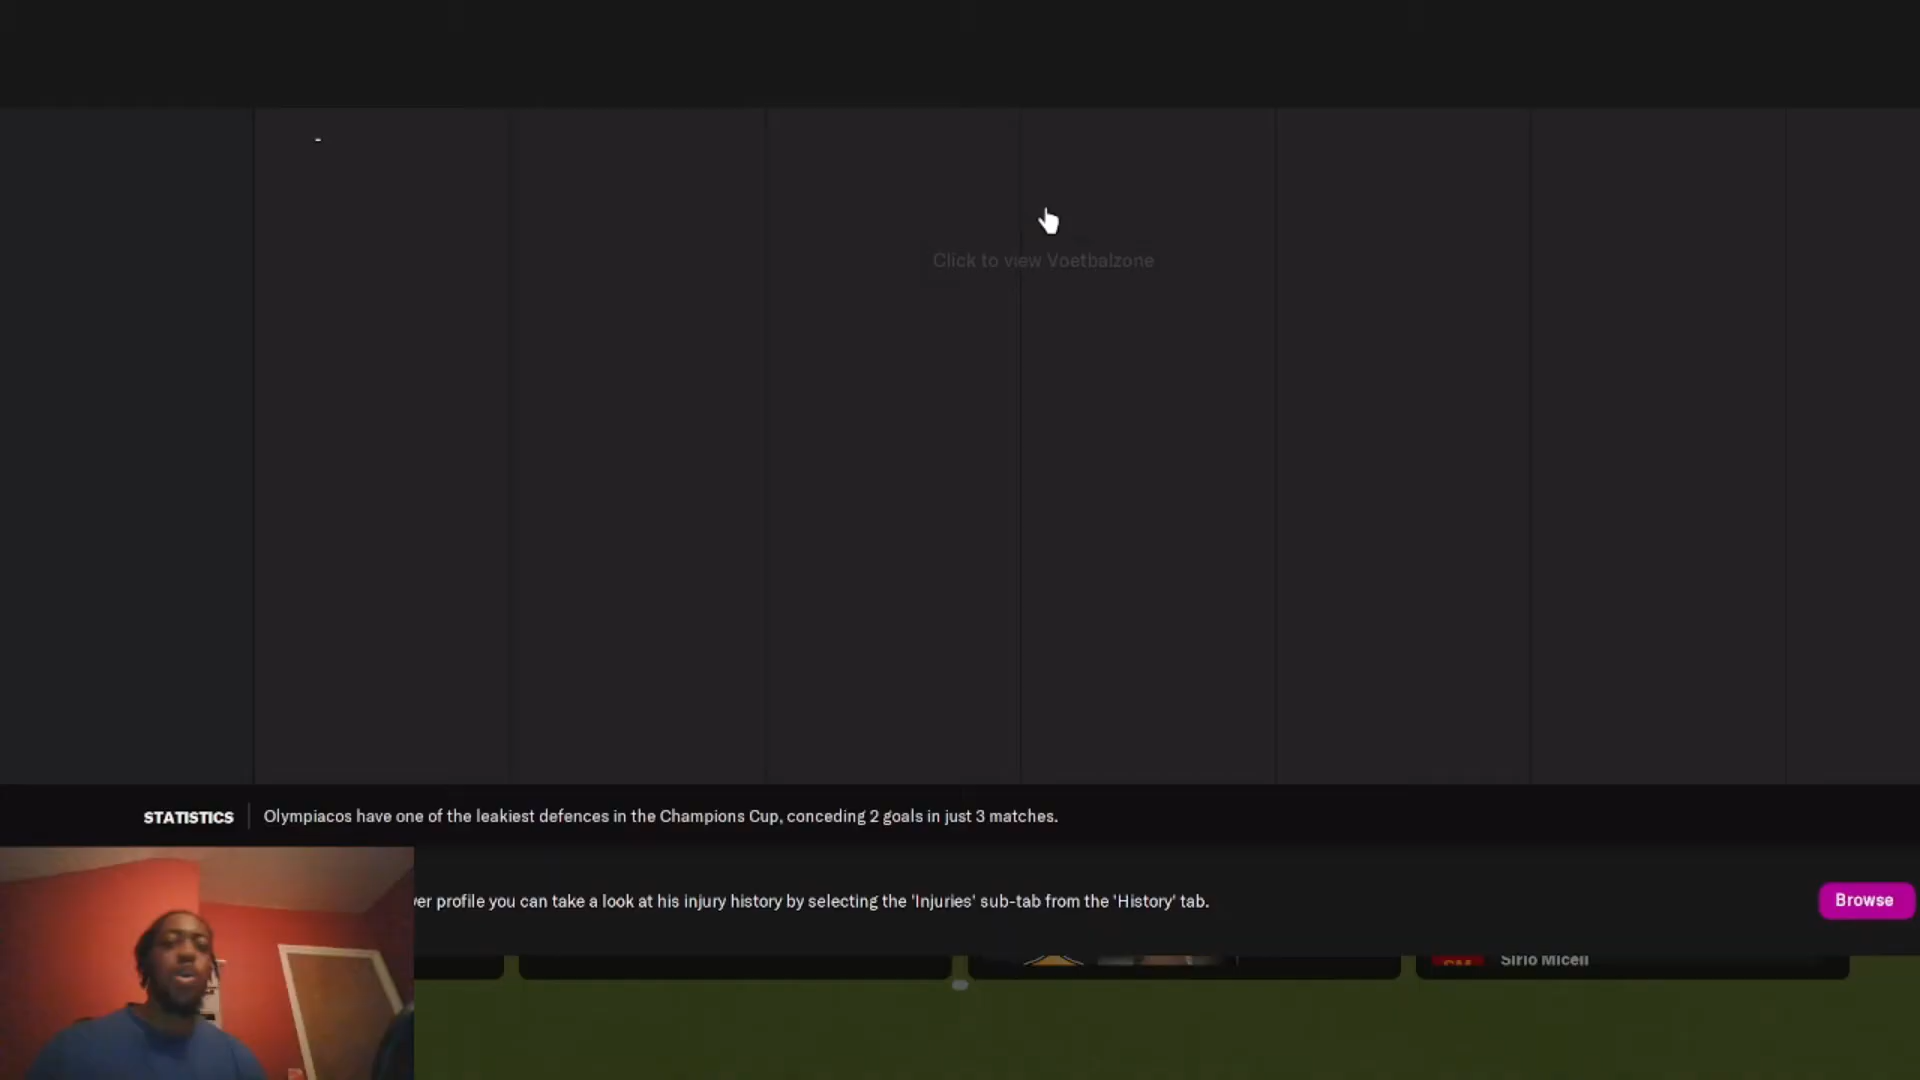 -
Click to view Voetbalzone
STATISTICS
Olympiacos have one of the leakiest defences in the Champions Cup, conceding 2 goals in just 3 matches.
profile you can take a look at his injury history by selecting the 'Injuries' sub-tab from the 'History' tab.
Browse
Sirio Miceli